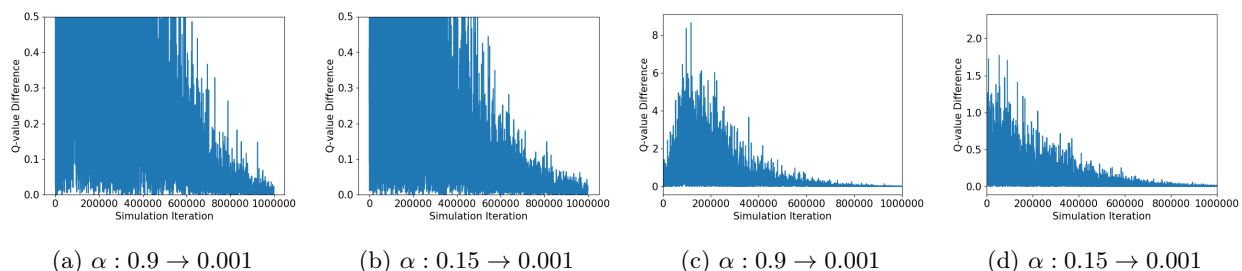 0.5
0.4
0.3
0.2
0.1
0.0
Q-value Difference
0 200000 400000 600000 800000 1000000
Simulation Iteration
(a) α : 0.9 → 0.001
0.5
0.4
0.3
0.2
0.1
0.0
Q-value Difference
0 200000 400000 600000 800000 1000000
Simulation Iteration
(b) α : 0.15 → 0.001
8
6
4
2
0
Q-value Difference
0 200000 400000 600000 800000 1000000
Simulation Iteration
(c) α : 0.9 → 0.001
2.0
1.5
1.0
0.5
0.0
Q-value Difference
0 200000 400000 600000 800000 1000000
Simulation Iteration
(d) α : 0.15 → 0.001